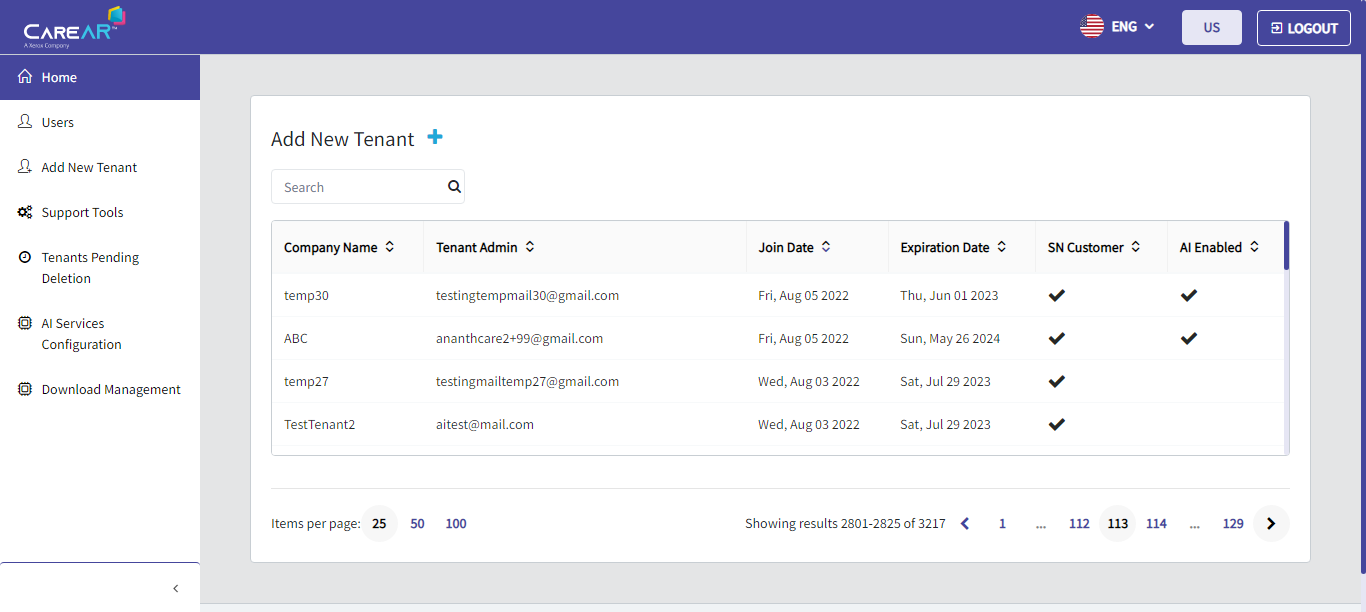 CAREAR™
A Xerox Company
ENG
US
LOGOUT
Home
Users
Add New Tenant
Support Tools
Tenants Pending
Deletion
AI Services
Configuration
Download Management
Add New Tenant
Search
Company Name Tenant Admin Join Date Expiration Date SN Customer AI Enabled
temp30 testingtempmail30@gmail.com Fri, Aug 05 2022 Thu, Jun 01 2023
ABC ananthcare2+99@gmail.com Fri, Aug 05 2022 Sun, May 26 2024
temp27 testingmailtemp27@gmail.com Wed, Aug 03 2022 Sat, Jul 29 2023
TestTenant2 aitest@mail.com Wed, Aug 03 2022 Sat, Jul 29 2023
Items per page: 25 50 100 Showing results 2801-2825 of 3217 1 ... 112 113 114 ... 129